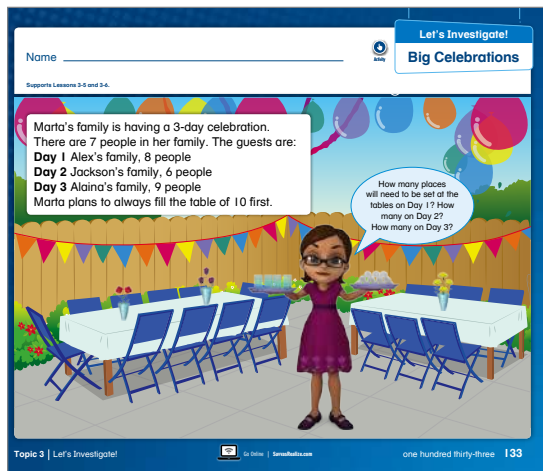 Let's Investigate!
Big Celebrations
Name
Activity
Supports Lessons 3-5 and 3-6.
Marta's family is having a 3-day celebration.
There are 7 people in her family. The guests are:
Day 1 Alex's family, 8 people
Day 2 Jackson's family, 6 people
Day 3 Alaina's family, 9 people
Marta plans to always fill the table of 10 first.
How many places
will need to be set at the
tables on Day 1? How
many on Day 2?
How many on Day 3?
Topic 3 | Let's Investigate!
Go Online | SavvasRealize.com
one hundred thirty-three 133